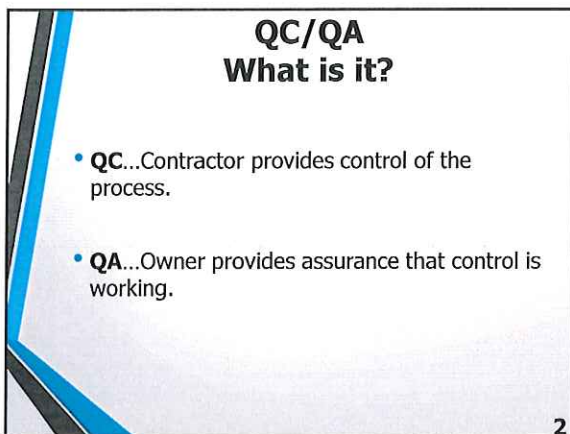 QC/QA
What is it?
• QC...Contractor provides control of the
process.
• QA...Owner provides assurance that control is
working.
2